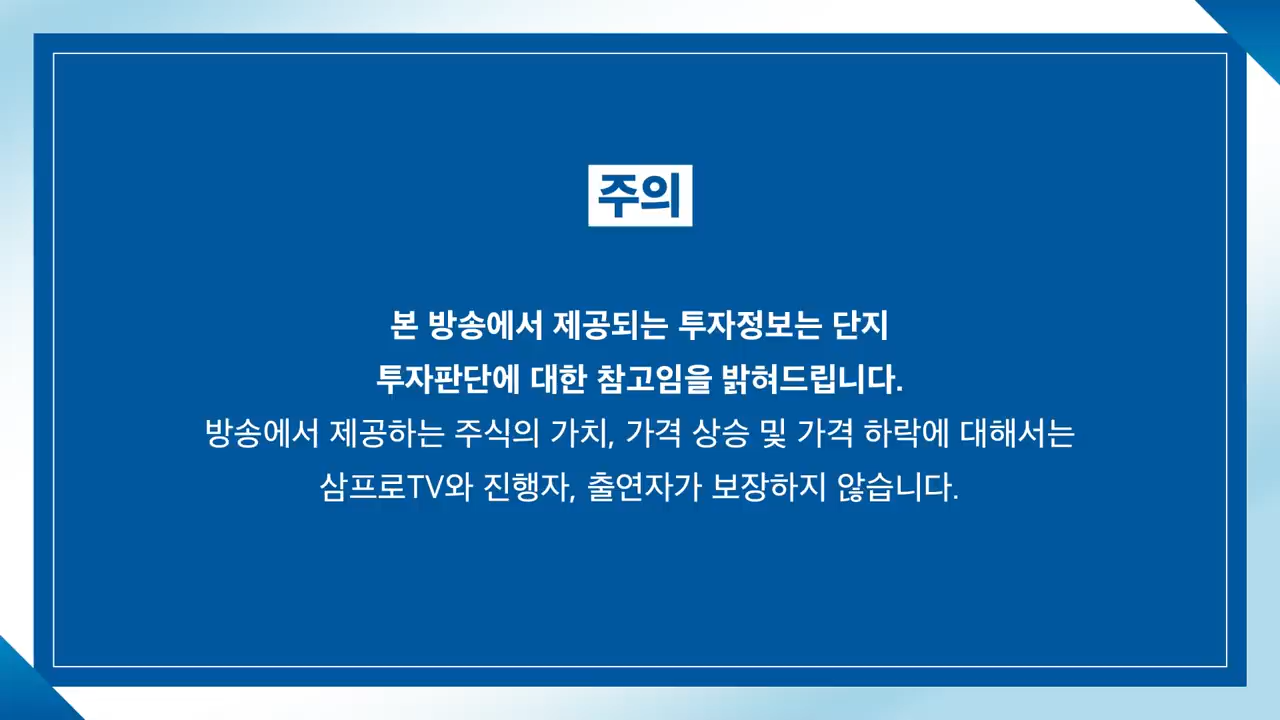 주의
본 방송에서 제공되는 투자정보는 단지
투자판단에 대한 참고임을 밝혀드립니다.
방송에서 제공하는 주식의 가치, 가격 상승 및 가격 하락에 대해서는
삼프로TV와 진행자, 출연자가 보장하지 않습니다.